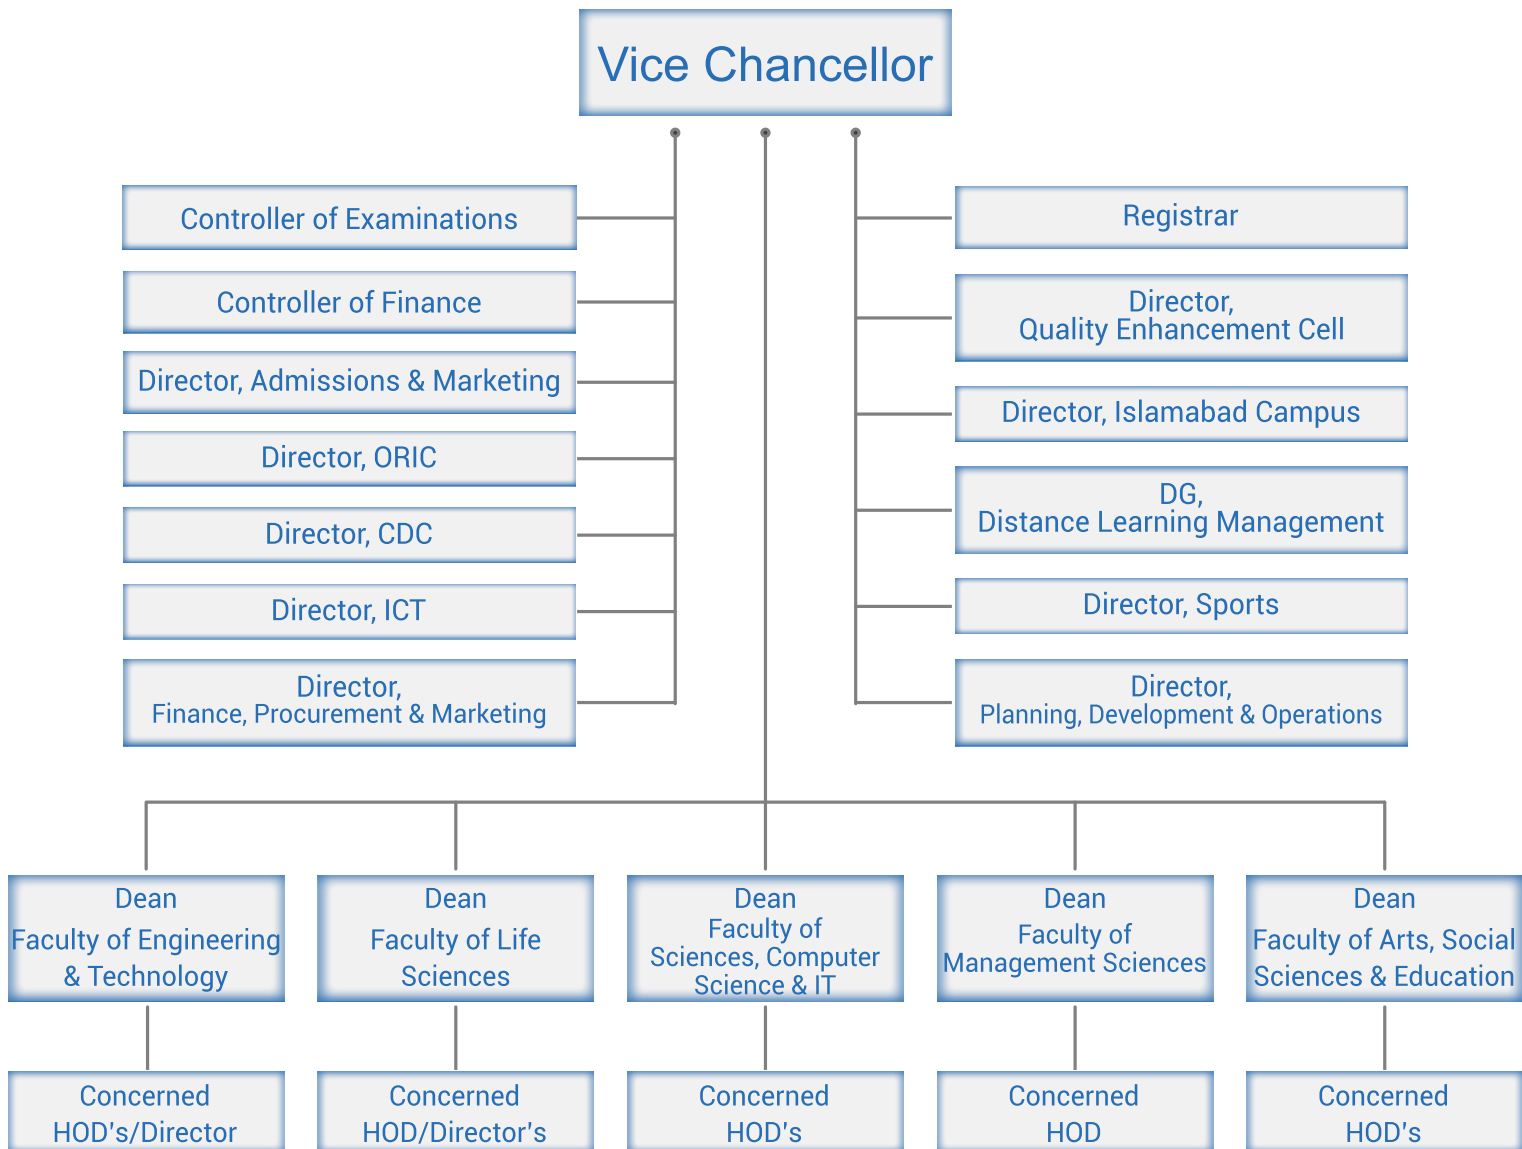 Vice Chancellor
Controller of Examinations
Controller of Finance
Director, Admissions & Marketing
Director, ORIC
Director, CDC
Director, ICT
Director,
Finance, Procurement & Marketing
Registrar
Director,
Quality Enhancement Cell
Director, Islamabad Campus
DG,
Distance Learning Management
Director, Sports
Director,
Planning, Development & Operations
Dean
Faculty of Engineering
& Technology
Dean
Faculty of Life
Sciences
Dean
Faculty of
Sciences, Computer
Science & IT
Dean
Faculty of
Management Sciences
Dean
Faculty of Arts, Social
Sciences & Education
Concerned
HOD's/Director
Concerned
HOD/Director's
Concerned
HOD's
Concerned
HOD
Concerned
HOD's